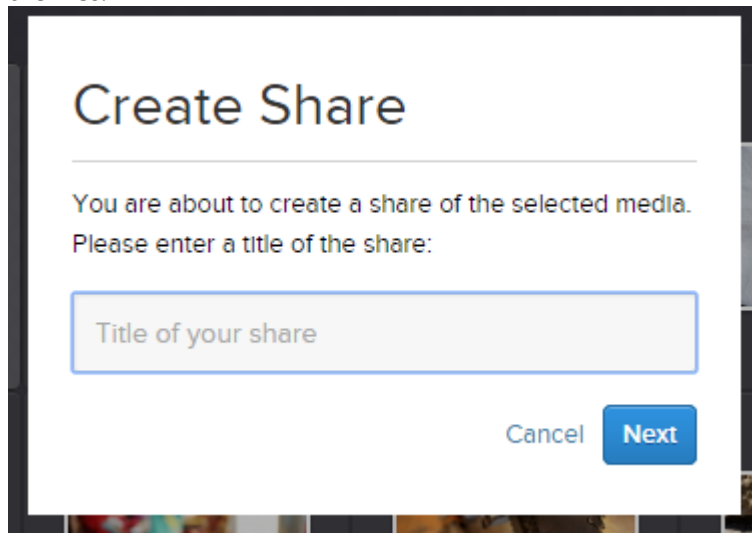 Create Share
You are about to create a share of the selected media.
Please enter a title of the share:
Title of your share
Cancel Next